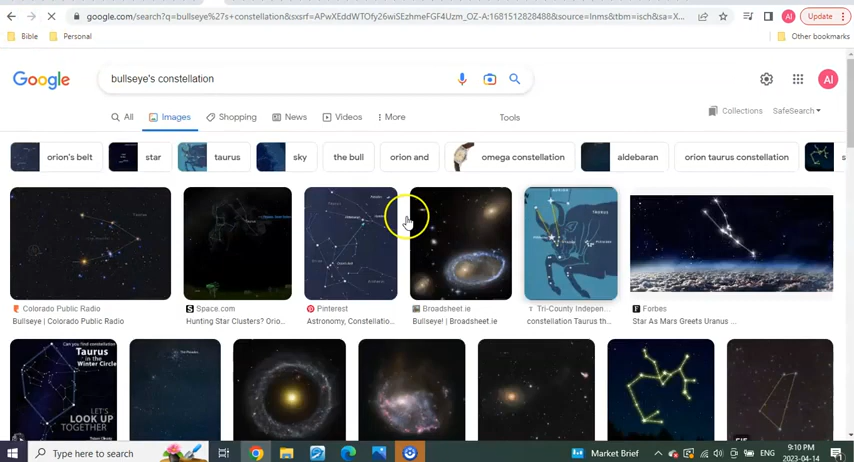 google.com/search?q=bullseye%27s+constellation&sxsrf=APwXEddWTOfy26wiSEzhmeFGF4Uzm_OZ-A:1681512828488&source=lnms&tbm=isch&sa=X...
Update
Bible
Personal
Other bookmarks
Google
bullseye's constellation
AI
All
Images
Shopping
News
Videos
More
Tools
Collections
SafeSearch
orion's belt
star
taurus
sky
the bull
orion and
omega constellation
aldebaran
orion taurus constellation
s
Colorado Public Radio
Bullseye | Colorado Public Radio
Space.com
Hunting Star Clusters? Orio...
Pinterest
Astronomy, Constellatio...
Broadsheet.ie
Bullseye! | Broadsheet.ie
Tri-County Indepen...
constellation Taurus th...
Forbes
Star As Mars Greets Uranus ...
Can you find constellation
Taurus
in the
Winter Circle
LET'S
LOOK UP
TOGETHER
Type here to search
Market Brief
ENG
9:10 PM
2023-04-14